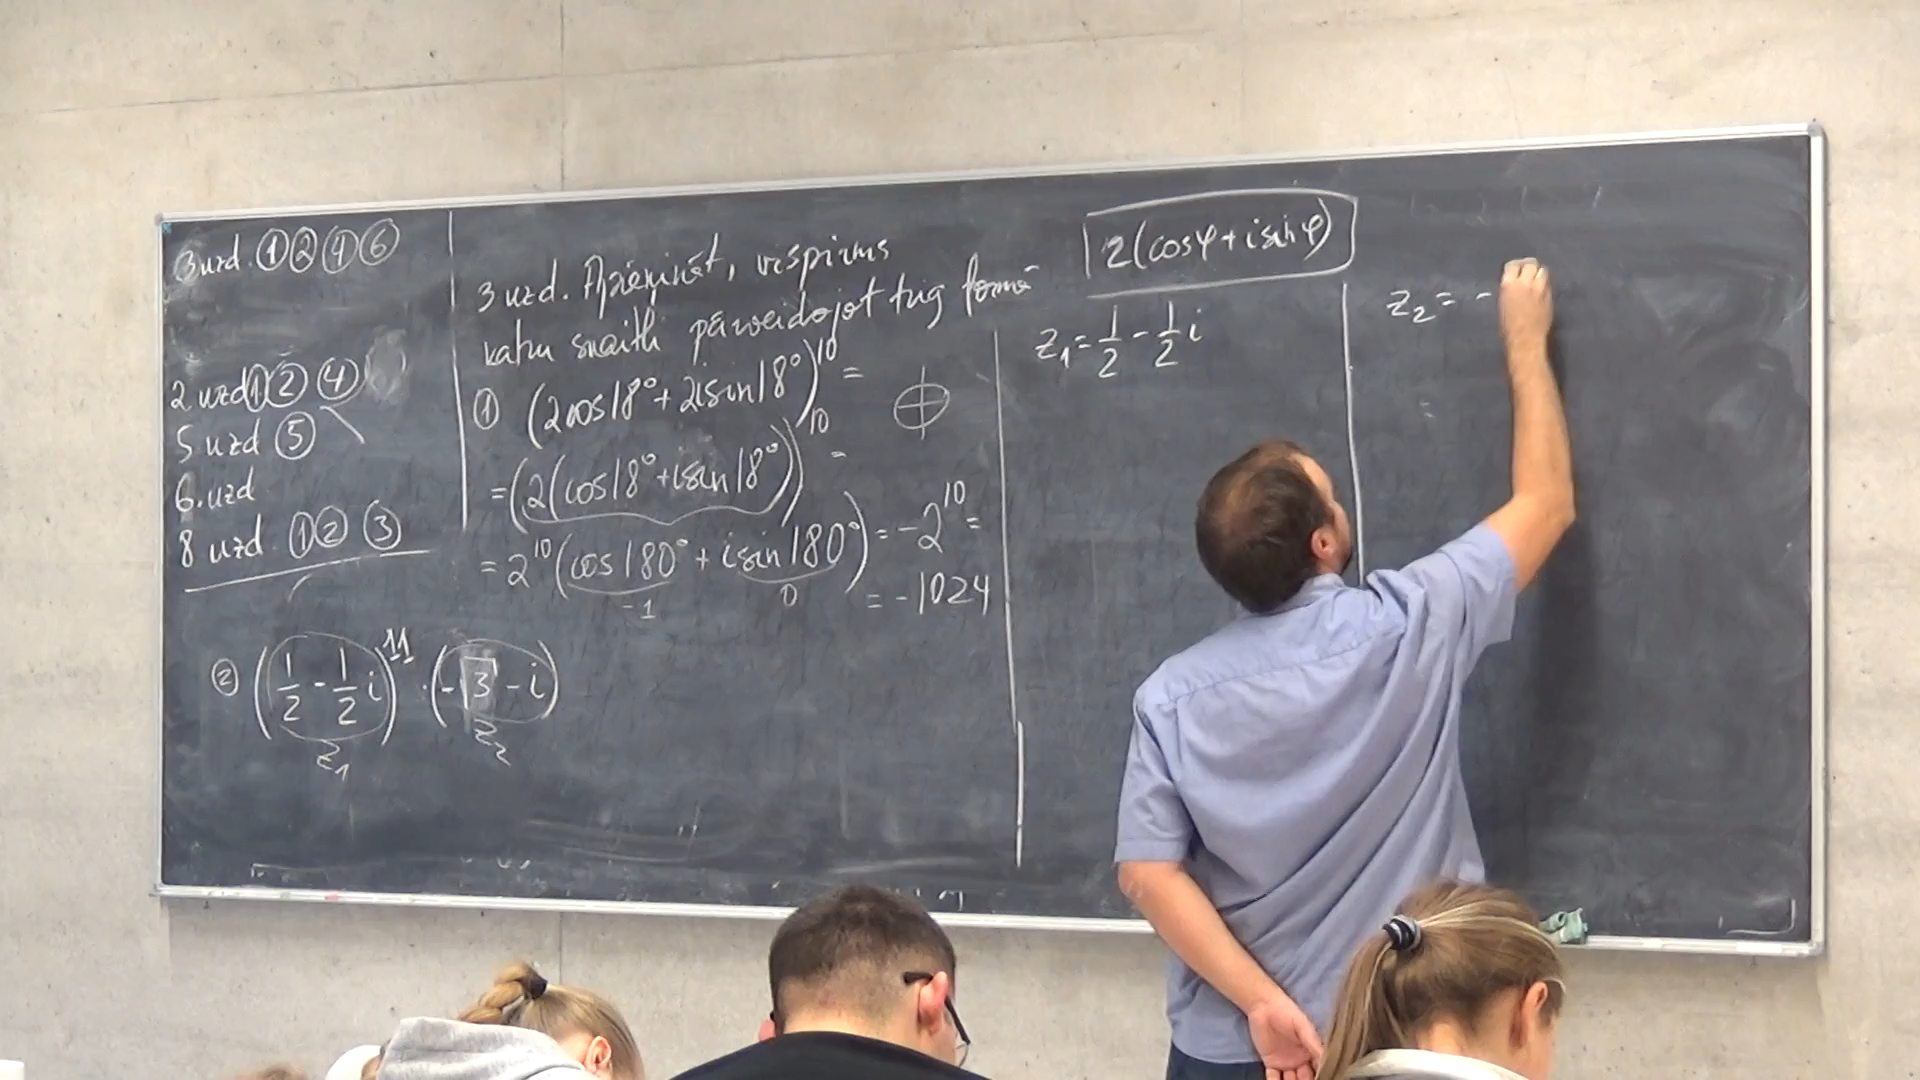 3 uzd. ① ② ④ ⑥
2 uzd ① ② ④
5 uzd ⑤
6. uzd
8 uzd. ① ② ③
3 uzd. Apreķināt, vispirms
katru skaitli pārveidojot trig formā
① (2cos18°+2isin18°)^10 =
=(2(cos18°+isin18°))^10 =
= 2^10 (cos180° + isin180°) = -2^10 =
-1 0
= -1024
② (1/2 - 1/2 i)^11 · (-√3 - i)
z₁ z₂
2(cosφ+isinφ)
z₁ = 1/2 - 1/2 i
z₂ = -
=